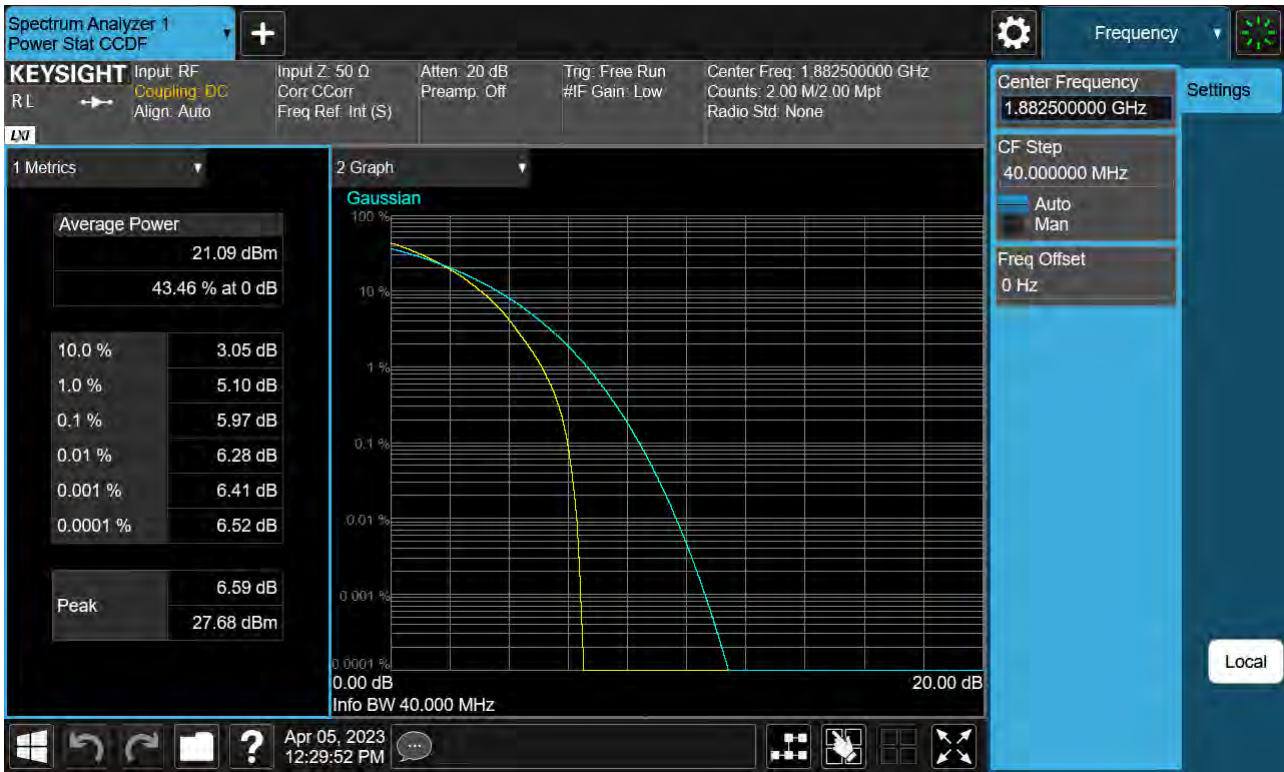 Spectrum Analyzer 1
Power Stat CCDF
+
Frequency
KEYSIGHT
RL
LXI
Input: RF
Coupling: DC
Align: Auto
Input Z: 50 Ω
Corr CCorr
Freq Ref: Int (S)
Atten: 20 dB
Preamp: Off
Trig: Free Run
#IF Gain: Low
Center Freq: 1.882500000 GHz
Counts: 2.00 M/2.00 Mpt
Radio Std: None
Center Frequency
1.882500000 GHz
Settings
CF Step
40.000000 MHz
Auto
Man
Freq Offset
0 Hz
Local
1 Metrics
Average Power
21.09 dBm
43.46 % at 0 dB
10.0 % 3.05 dB
1.0 % 5.10 dB
0.1 % 5.97 dB
0.01 % 6.28 dB
0.001 % 6.41 dB
0.0001 % 6.52 dB
Peak
6.59 dB
27.68 dBm
2 Graph
Gaussian
100 %
10 %
1 %
0.1 %
0.01 %
0.001 %
0.0001 %
0.00 dB 20.00 dB
Info BW 40.000 MHz
?
Apr 05, 2023
12:29:52 PM